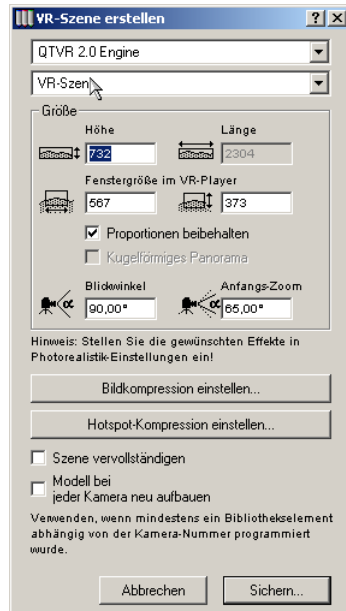 VR-Szene erstellen
QTVR 2.0 Engine
VR-Szene
Größe
Höhe Länge
732 2304
Fenstergröße im VR-Player
567 373
Proportionen beibehalten
Kugelförmiges Panorama
Blickwinkel Anfangs-Zoom
α 90,00° α 65,00°
Hinweis: Stellen Sie die gewünschten Effekte in
Photorealistik-Einstellungen ein!
Bildkompression einstellen...
Hotspot-Kompression einstellen...
Szene vervollständigen
Modell bei
jeder Kamera neu aufbauen
Verwenden, wenn mindestens ein Bibliothekselement
abhängig von der Kamera-Nummer programmiert
wurde.
Abbrechen Sichern...